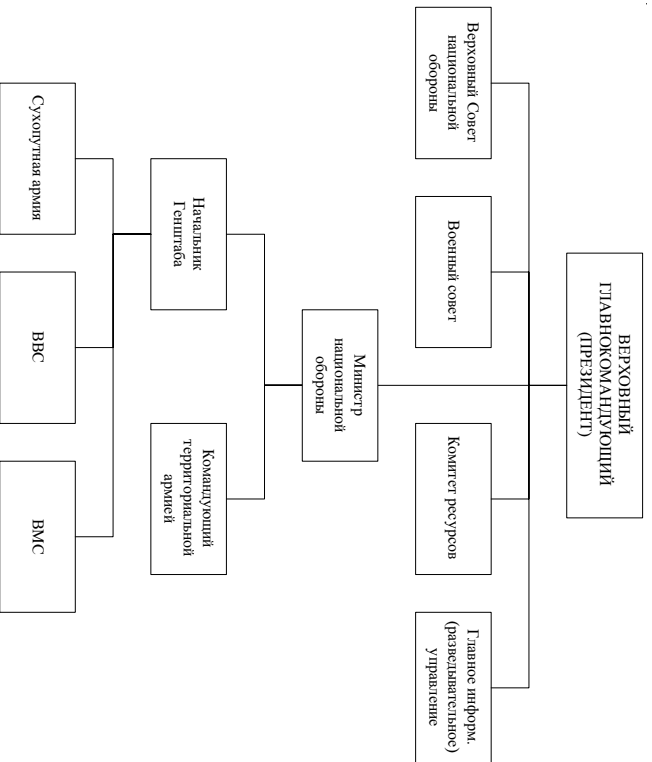 ВЕРХОВНЫЙ
ГЛАВНОКОМАНДУЮЩИЙ
(ПРЕЗИДЕНТ)
Верховный Совет
национальной
обороны
Военный совет
Комитет ресурсов
Главное информ.
(разведывательное)
управление
Министр
национальной
обороны
Начальник
Генштаба
Командующий
территориальной
армией
Сухопутная армия
ВВС
ВМС